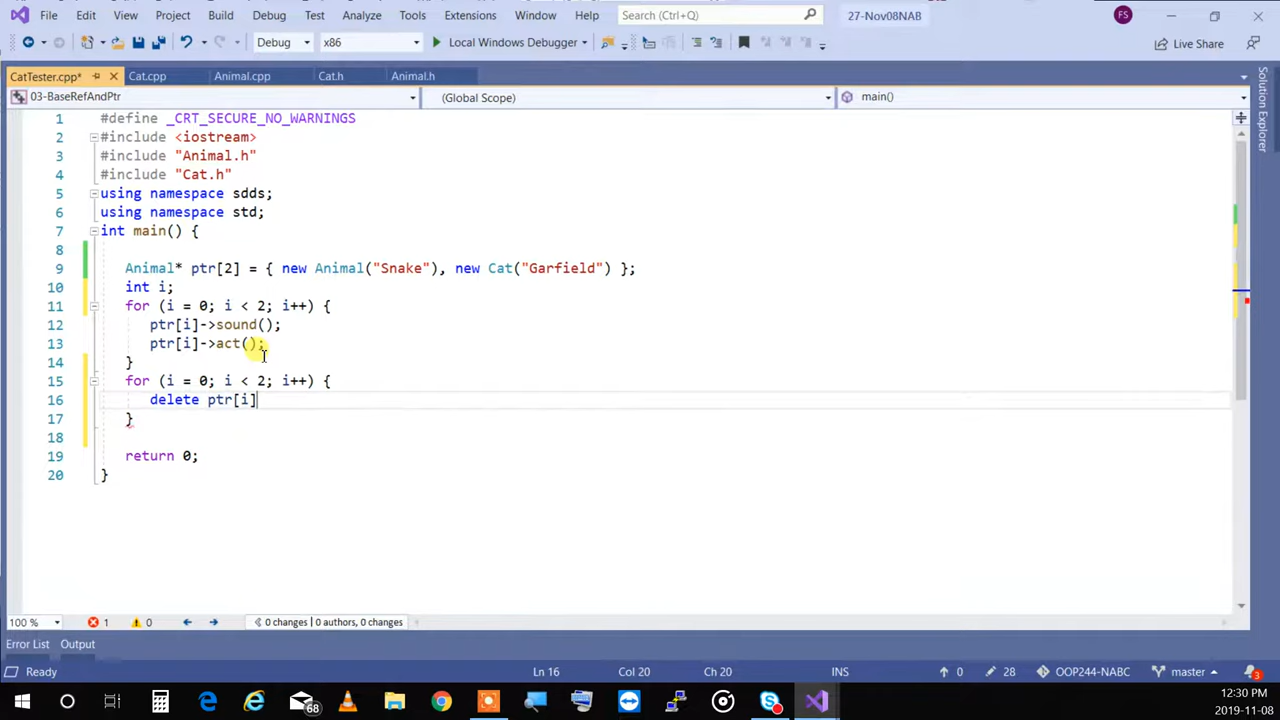 File Edit View Project Build Debug Test Analyze Tools Extensions Window Help Search (Ctrl+Q) 27-Nov08NAB FS
Debug x86 Local Windows Debugger Live Share
CatTester.cpp* Cat.cpp Animal.cpp Cat.h Animal.h
03-BaseRefAndPtr (Global Scope) main()
Solution Explorer
1 #define _CRT_SECURE_NO_WARNINGS
2 #include <iostream>
3 #include "Animal.h"
4 #include "Cat.h"
5 using namespace sdds;
6 using namespace std;
7 int main() {
8
9 Animal* ptr[2] = { new Animal("Snake"), new Cat("Garfield") };
10 int i;
11 for (i = 0; i < 2; i++) {
12 ptr[i]->sound();
13 ptr[i]->act();
14 }
15 for (i = 0; i < 2; i++) {
16 delete ptr[i]
17 }
18
19 return 0;
20 }
100 % 1 0 0 changes | 0 authors, 0 changes
Error List Output
Ready Ln 16 Col 20 Ch 20 INS 0 28 OOP244-NABC master 3
68 12:30 PM
2019-11-08